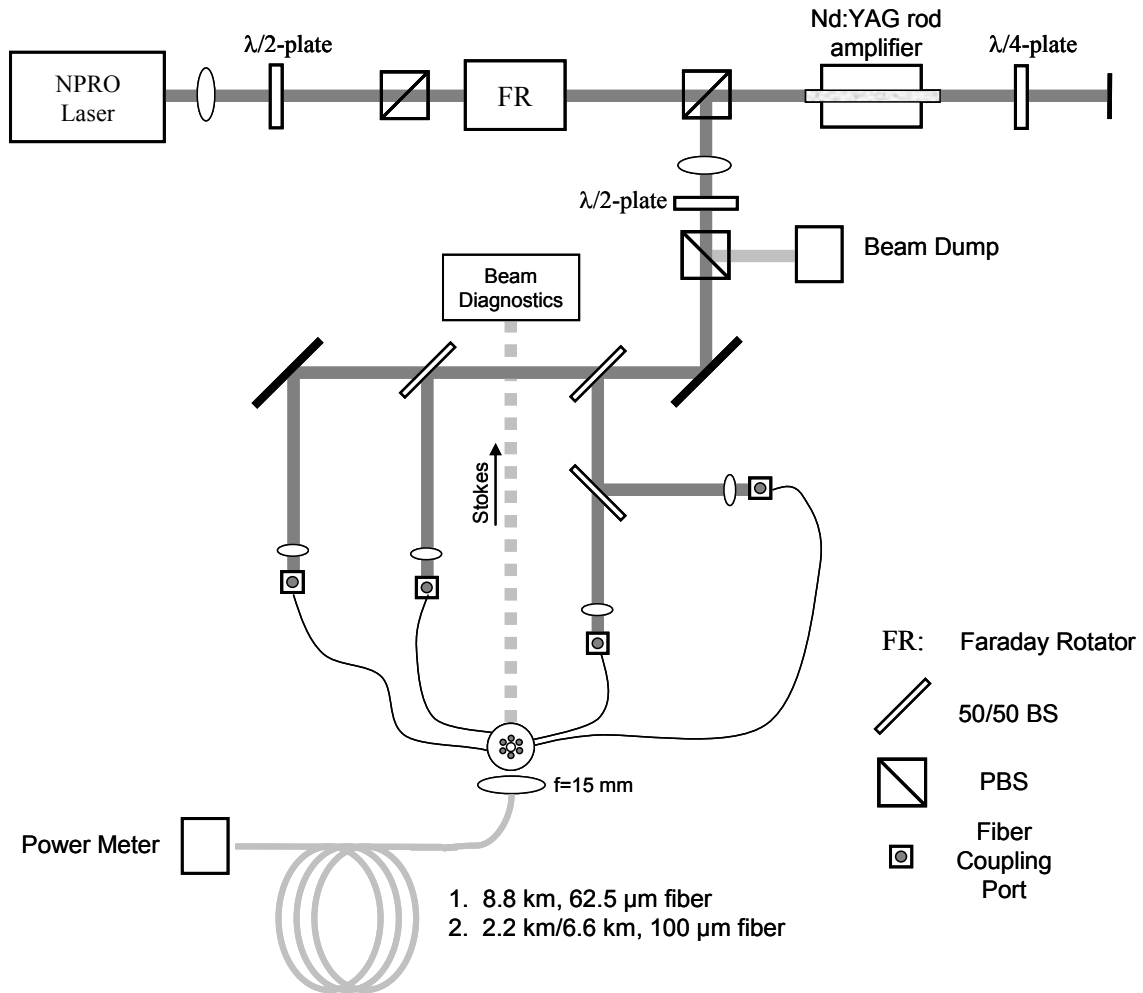 Nd:YAG rod
amplifier
λ/2-plate
λ/4-plate
NPRO
Laser
FR
λ/2-plate
Beam Dump
Beam
Diagnostics
Stokes
FR: Faraday Rotator
50/50 BS
f=15 mm
PBS
Power Meter
Fiber
Coupling
Port
1. 8.8 km, 62.5 µm fiber
2. 2.2 km/6.6 km, 100 µm fiber